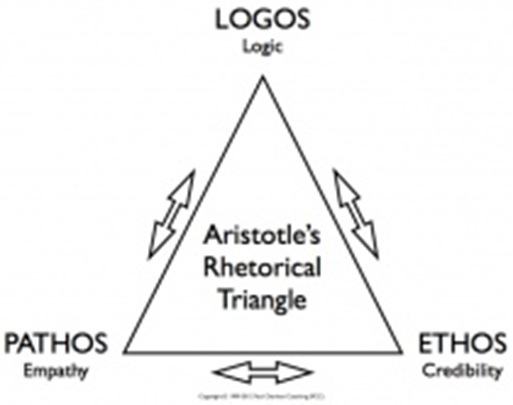 LOGOS
Logic
Aristotle's
Rhetorical
Triangle
PATHOS
Empathy
ETHOS
Credibility